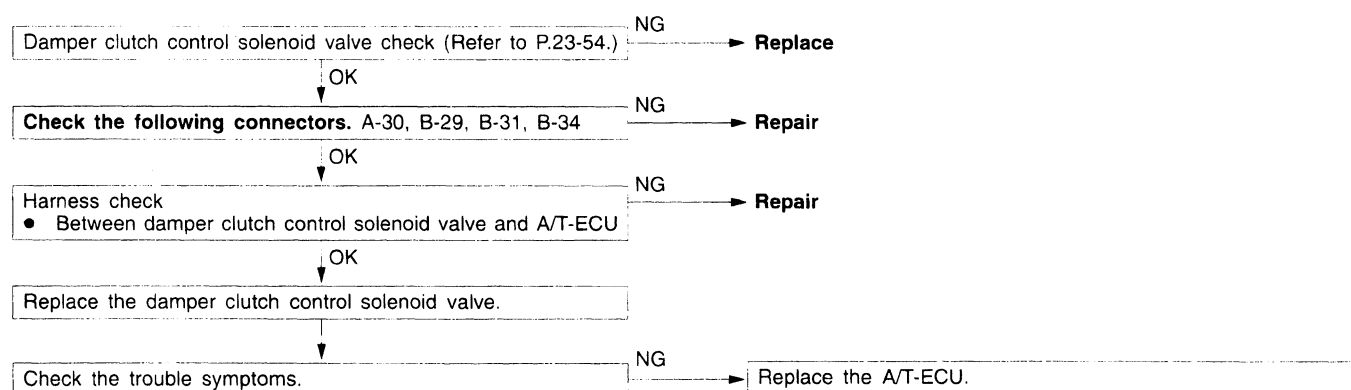 NG
Damper clutch control solenoid valve check (Refer to P.23-54.)
Replace
OK
NG
Check the following connectors. A-30, B-29, B-31, B-34
Repair
OK
NG
Harness check
Repair
● Between damper clutch control solenoid valve and A/T-ECU
OK
Replace the damper clutch control solenoid valve.
NG
Check the trouble symptoms.
Replace the A/T-ECU.